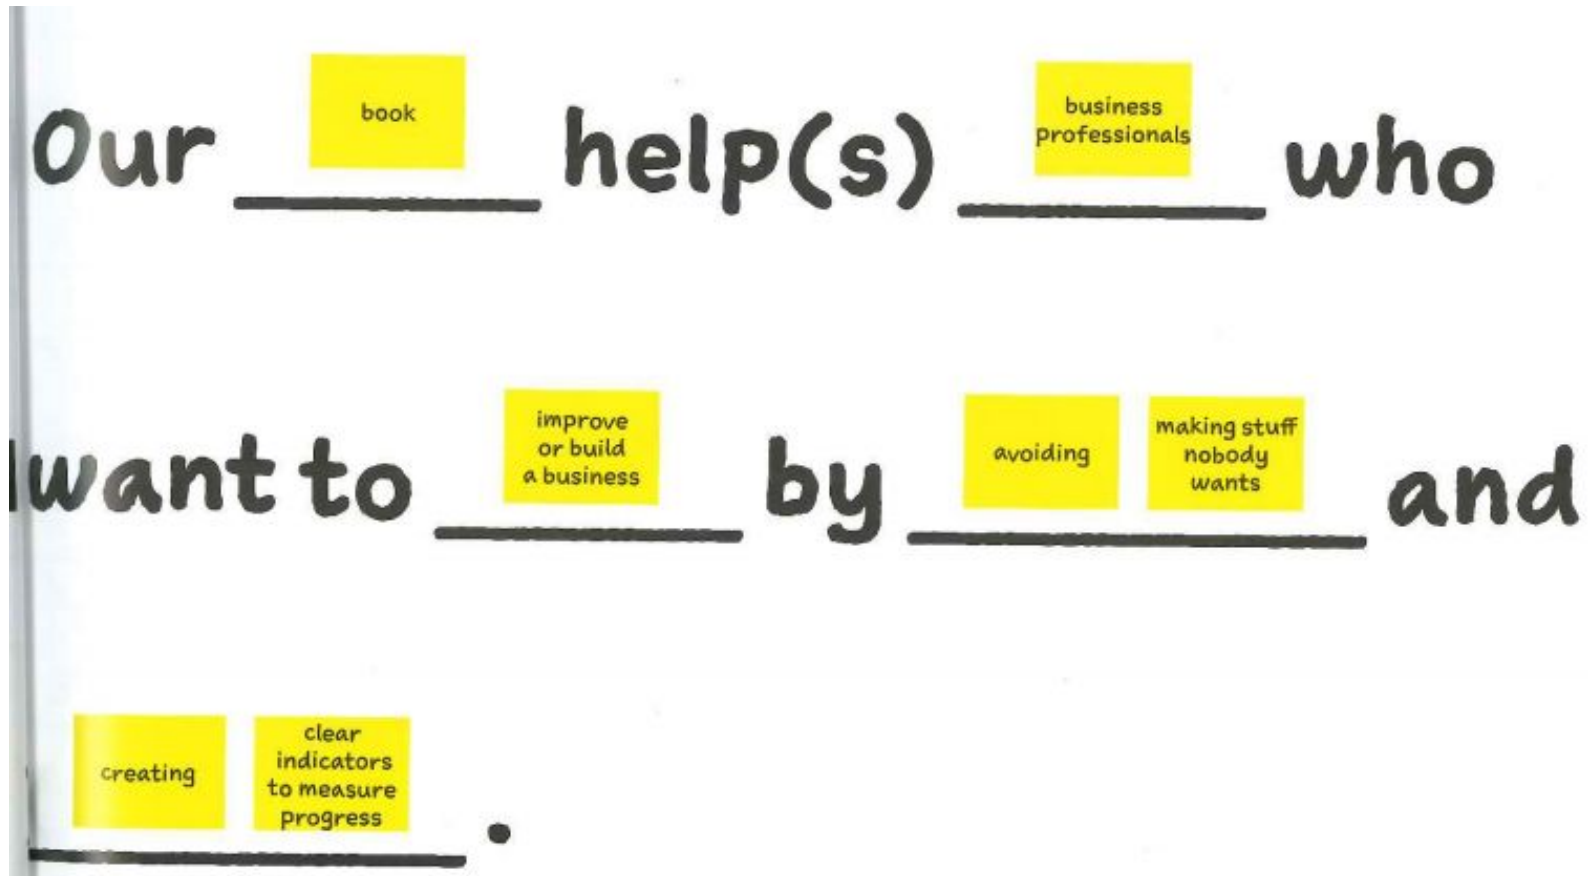 Our book help(s) business professionals who
want to improve or build a business by avoiding making stuff nobody wants and
creating clear indicators to measure progress.